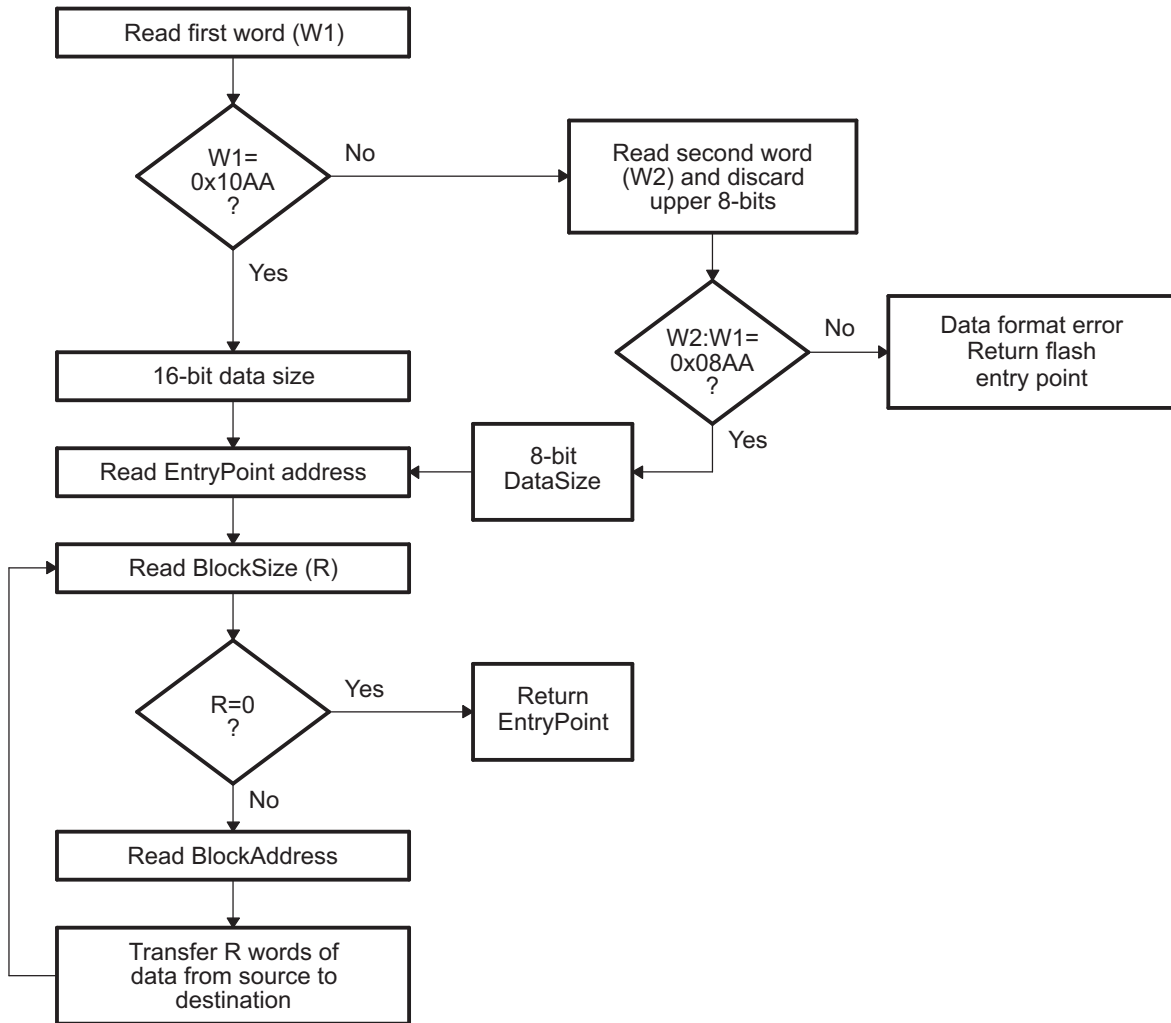 Read first word (W1)
W1=
0x10AA
?
No
Read second word
(W2) and discard
upper 8-bits
Yes
W2:W1=
0x08AA
?
No
Data format error
Return flash
entry point
Yes
16-bit data size
8-bit
DataSize
Read EntryPoint address
Read BlockSize (R)
R=0
?
Yes
Return
EntryPoint
No
Read BlockAddress
Transfer R words of
data from source to
destination